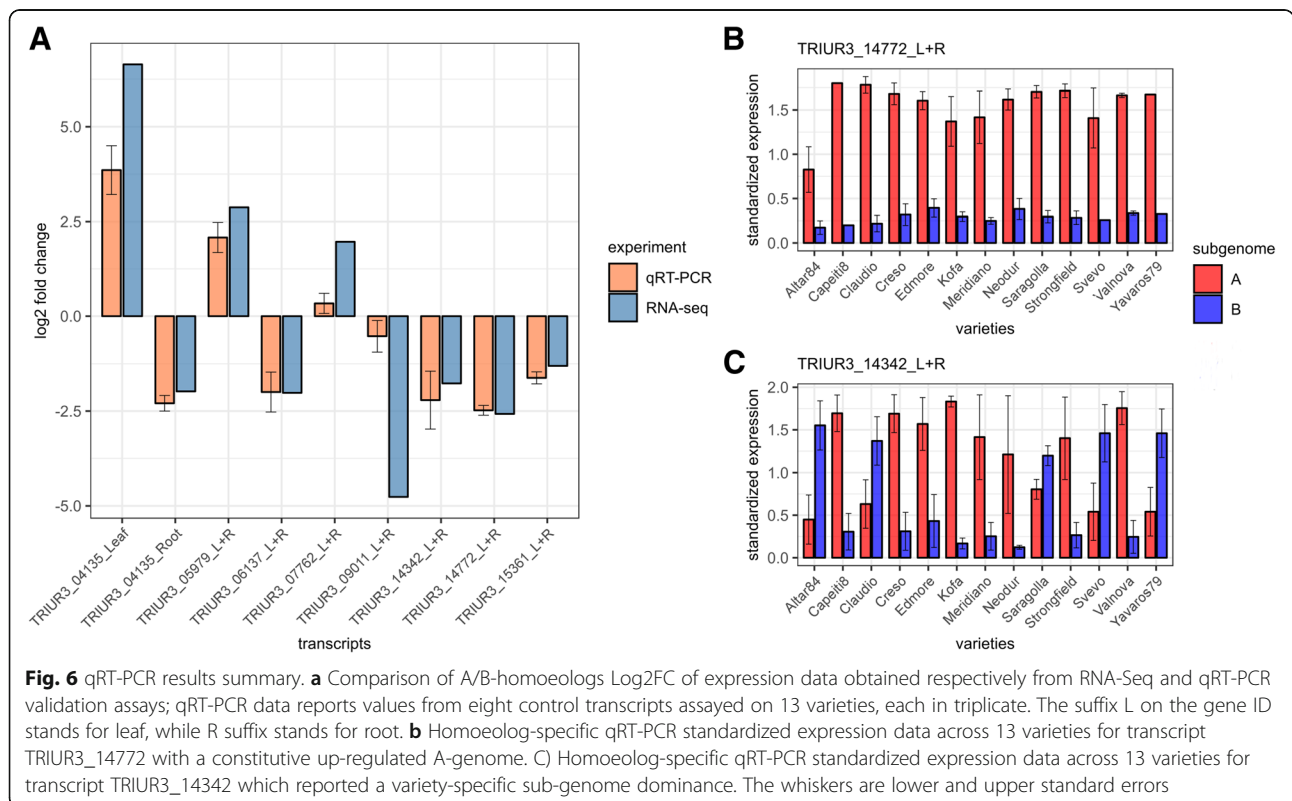 A
log2 fold change
5.0
2.5
0.0
-2.5
-5.0
TRIUR3_04135_Leaf
TRIUR3_04135_Root
TRIUR3_05979_L+R
TRIUR3_06137_L+R
TRIUR3_07762_L+R
TRIUR3_09011_L+R
TRIUR3_14342_L+R
TRIUR3_14772_L+R
TRIUR3_15361_L+R
transcripts
experiment
qRT-PCR
RNA-seq
B
TRIUR3_14772_L+R
standardized expression
1.5
1.0
0.5
0.0
Altar84
Capeiti8
Claudio
Creso
Edmore
Kofa
Meridiano
Neodur
Saragolla
Strongfield
Svevo
Valnova
Yavaros79
varieties
subgenome
A
B
C
TRIUR3_14342_L+R
standardized expression
2.0
1.5
1.0
0.5
0.0
Altar84
Capeiti8
Claudio
Creso
Edmore
Kofa
Meridiano
Neodur
Saragolla
Strongfield
Svevo
Valnova
Yavaros79
varieties
Fig. 6 qRT-PCR results summary. a Comparison of A/B-homoeologs Log2FC of expression data obtained respectively from RNA-Seq and qRT-PCR
validation assays; qRT-PCR data reports values from eight control transcripts assayed on 13 varieties, each in triplicate. The suffix L on the gene ID
stands for leaf, while R suffix stands for root. b Homoeolog-specific qRT-PCR standardized expression data across 13 varieties for transcript
TRIUR3_14772 with a constitutive up-regulated A-genome. C) Homoeolog-specific qRT-PCR standardized expression data across 13 varieties for
transcript TRIUR3_14342 which reported a variety-specific sub-genome dominance. The whiskers are lower and upper standard errors